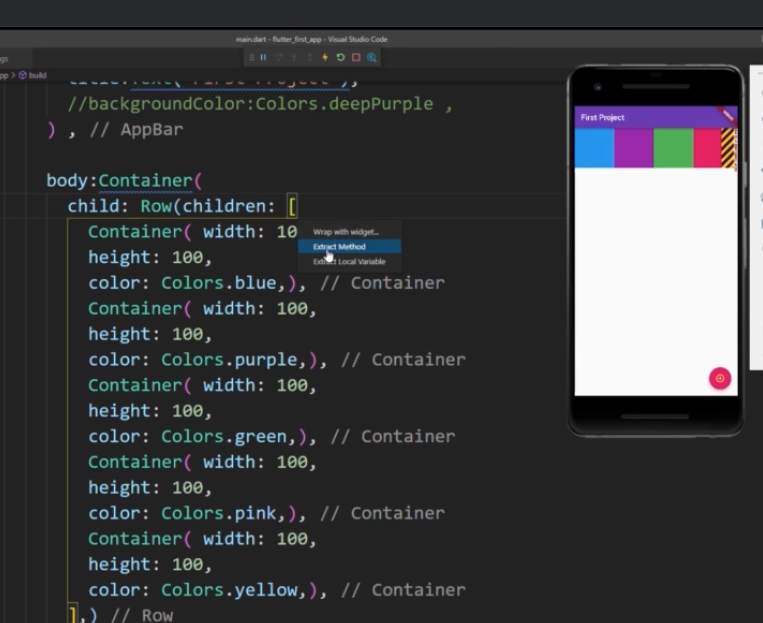 main.dart - flutter_first_app - Visual Studio Code
gs
pp > build
title:Text( "First Project" ),
//backgroundColor:Colors.deepPurple ,
) , // AppBar
body:Container(
child: Row(children: [
Container( width: 10
height: 100,
color: Colors.blue,), // Container
Container( width: 100,
height: 100,
color: Colors.purple,), // Container
Container( width: 100,
height: 100,
color: Colors.green,), // Container
Container( width: 100,
height: 100,
color: Colors.pink,), // Container
Container( width: 100,
height: 100,
color: Colors.yellow,), // Container
],) // Row
Wrap with widget...
Extract Method
Extract Local Variable
First Project